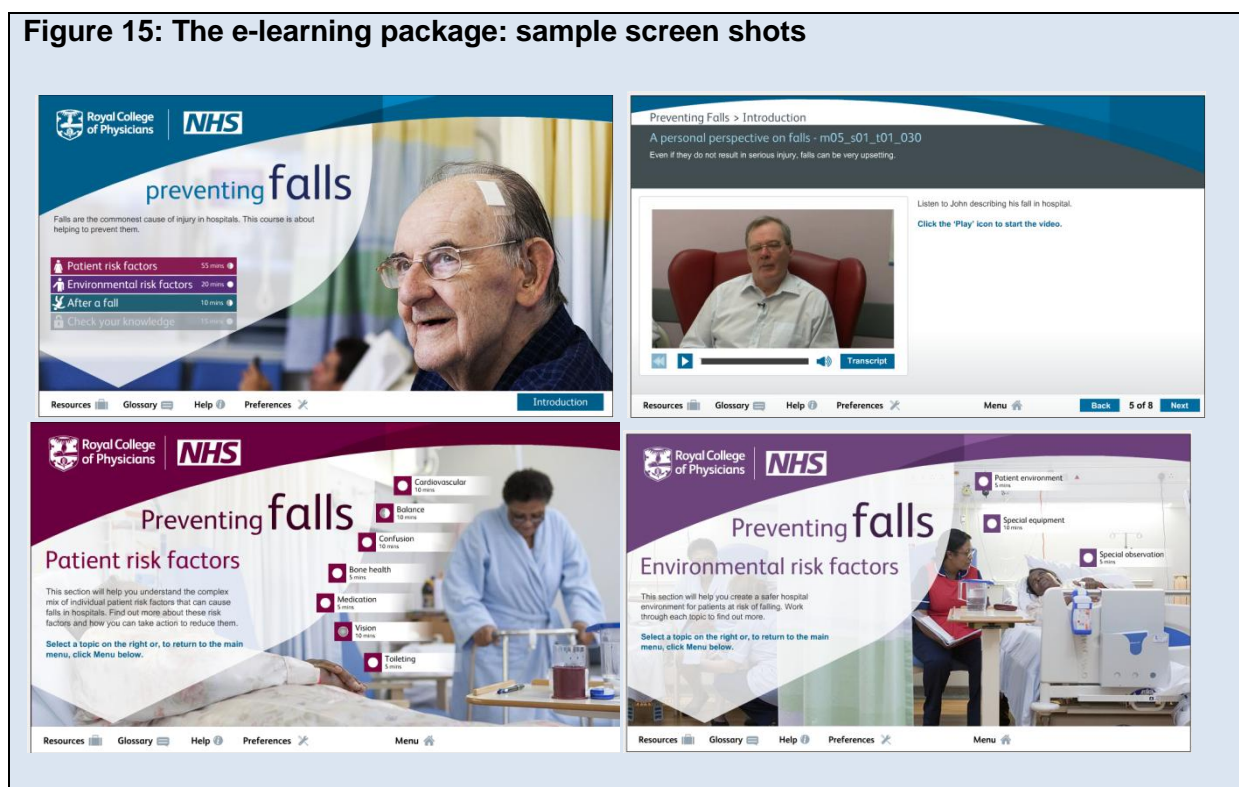 Figure 15: The e-learning package: sample screen shots
Royal College
of Physicians
NHS
preventing falls
Falls are the commonest cause of injury in hospitals. This course is about
helping to prevent them.
Patient risk factors 55 mins
Environmental risk factors 20 mins
After a fall 10 mins
Check your knowledge 15 mins
Resources Glossary Help Preferences Introduction
Preventing Falls > Introduction
A personal perspective on falls - m05_s01_t01_030
Even if they do not result in serious injury, falls can be very upsetting.
Listen to John describing his fall in hospital.
Click the 'Play' icon to start the video.
Transcript
Resources Glossary Help Preferences Menu Back 5 of 8 Next
Royal College
of Physicians
NHS
Preventing falls
Patient risk factors
This section will help you understand the complex
mix of individual patient risk factors that can cause
falls in hospitals. Find out more about these risk
factors and how you can take action to reduce them.
Select a topic on the right or, to return to the main
menu, click Menu below.
Cardiovascular
10 mins
Balance
10 mins
Confusion
10 mins
Bone health
5 mins
Medication
5 mins
Vision
10 mins
Toileting
5 mins
Resources Glossary Help Preferences Menu
Royal College
of Physicians
NHS
Preventing falls
Environmental risk factors
This section will help you create a safer hospital
environment for patients at risk of falling. Work
through each topic to find out more.
Select a topic on the right or, to return to the main
menu, click Menu below.
Patient environment
5 mins
Special equipment
10 mins
Special observation
5 mins
Resources Glossary Help Preferences Menu